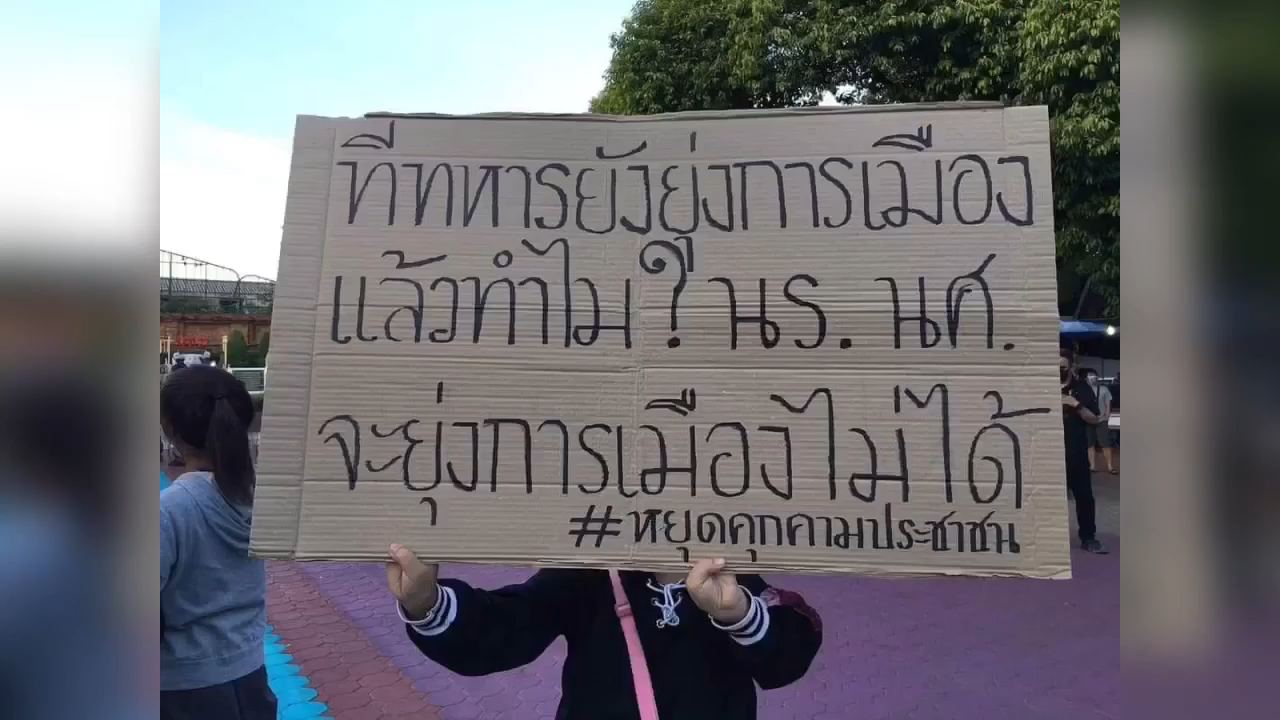 ทีทหารยังยุ่งการเมือง
แล้วทำไม? นร. นศ.
จะยุ่งการเมืองไม่ได้
#หยุดคุกคามประชาชน